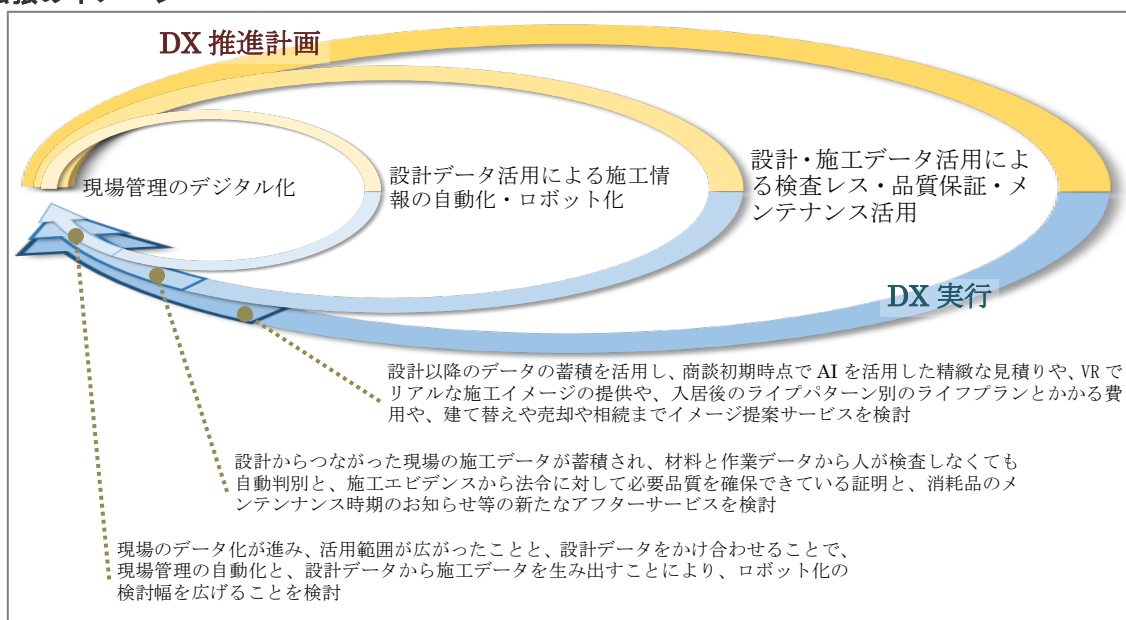 DX 推進計画
現場管理のデジタル化
設計データ活用による施工情
報の自動化・ロボット化
設計・施工データ活用によ
る検査レス・品質保証・メ
ンテナンス活用
DX 実行
設計以降のデータの蓄積を活用し、商談初期時点で AI を活用した精緻な見積りや、VR で
リアルな施工イメージの提供や、入居後のライプパターン別のライフプランとかかる費
用や、建て替えや売却や相続までイメージ提案サービスを検討
設計からつながった現場の施工データが蓄積され、材料と作業データから人が検査しなくても
自動判別と、施工エビデンスから法令に対して必要品質を確保できている証明と、消耗品のメ
ンテンナンス時期のお知らせ等の新たなアフターサービスを検討
現場のデータ化が進み、活用範囲が広がったことと、設計データをかけ合わせることで、
現場管理の自動化と、設計データから施工データを生み出すことにより、ロボット化の
検討幅を広げることを検討